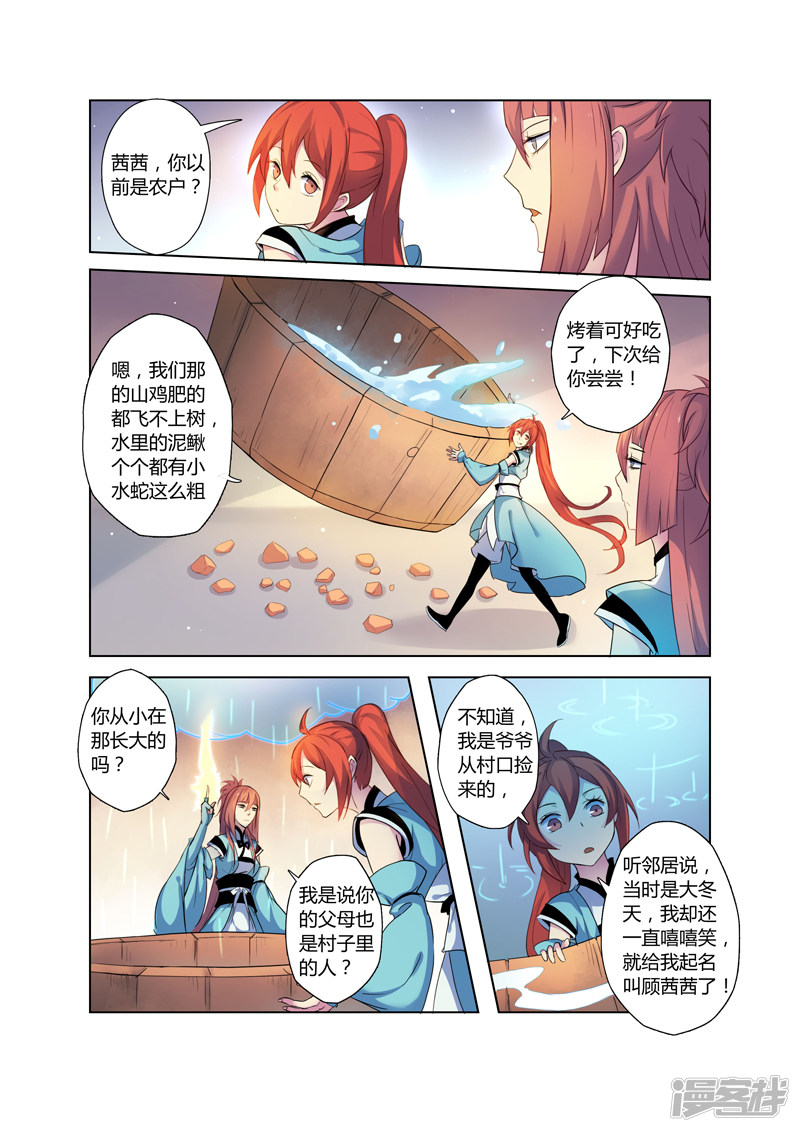 茜茜，你以
前是农户？
嗯，我们那
的山鸡肥的
都飞不上树，
水里的泥鳅
个个都有小
水蛇这么粗
烤着可好吃
了，下次给
你尝尝！
你从小在
那长大的
吗？
我是说你
的父母也
是村子里
的人？
不知道，
我是爷爷
从村口捡
来的，
听邻居说，
当时是大冬
天，我却还
一直嘻嘻笑，
就给我起名
叫顾茜茜了！
漫客栈